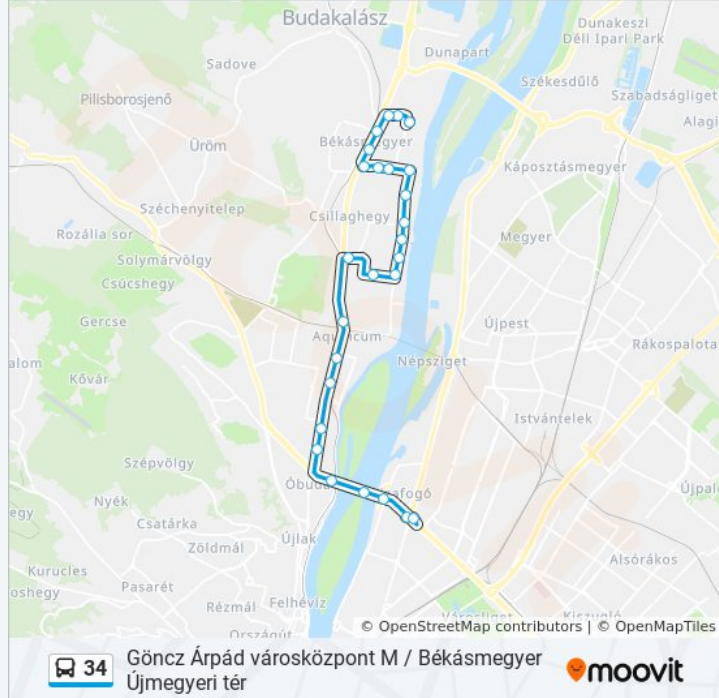 Budakalász
Dunakeszi
Déli Ipari Park
Dunapart
Sadove
Székesdűlő
Pilisborosjenő
Szabadságliget
Alagi
Üröm
Békásmegyer
Káposztásmegyer
Széchenyitelep
Csillaghegy
Rozália sor
Megyer
Solymárvölgy
Csúcshegy
Gercse
Aquincum
Újpest
Rákospalota
Népsziget
Kővár
Istvántelek
Szépvölgy
Óbuda
Nyék
Csatárka
Újlak
Zöldmál
Alsórákos
Kurucles
Pasarét
Rézmál
Felhévíz
© OpenStreetMap contributors | © OpenMapTiles
34
Göncz Árpád városközpont M / Békásmegyer
Újmegyeri tér
moovit